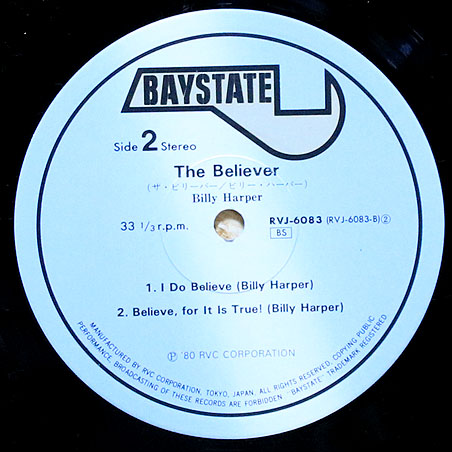 BAYSTATE
Side 2 Stereo
The Believer
(ザ・ビリーバー/ビリー・ハーパー)
Billy Harper
33 1/3 r.p.m.
RVJ-6083 (RVJ-6083-B)②
BS
1. I Do Believe (Billy Harper)
2. Believe, for It Is True! (Billy Harper)
Ⓟ '80 RVC CORPORATION
MANUFACTURED BY RVC CORPORATION, TOKYO, JAPAN. ALL RIGHTS RESERVED, COPYING PUBLIC
PERFORMANCE, BROADCASTING OF THESE RECORDS ARE FORBIDDEN. "BAYSTATE" TRADEMARK REGISTERED